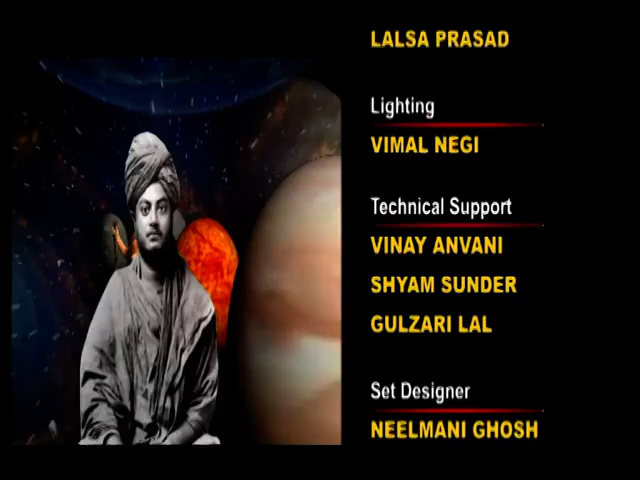 LALSA PRASAD
Lighting
VIMAL NEGI
Technical Support
VINAY ANVANI
SHYAM SUNDER
GULZARI LAL
Set Designer
NEELMANI GHOSH